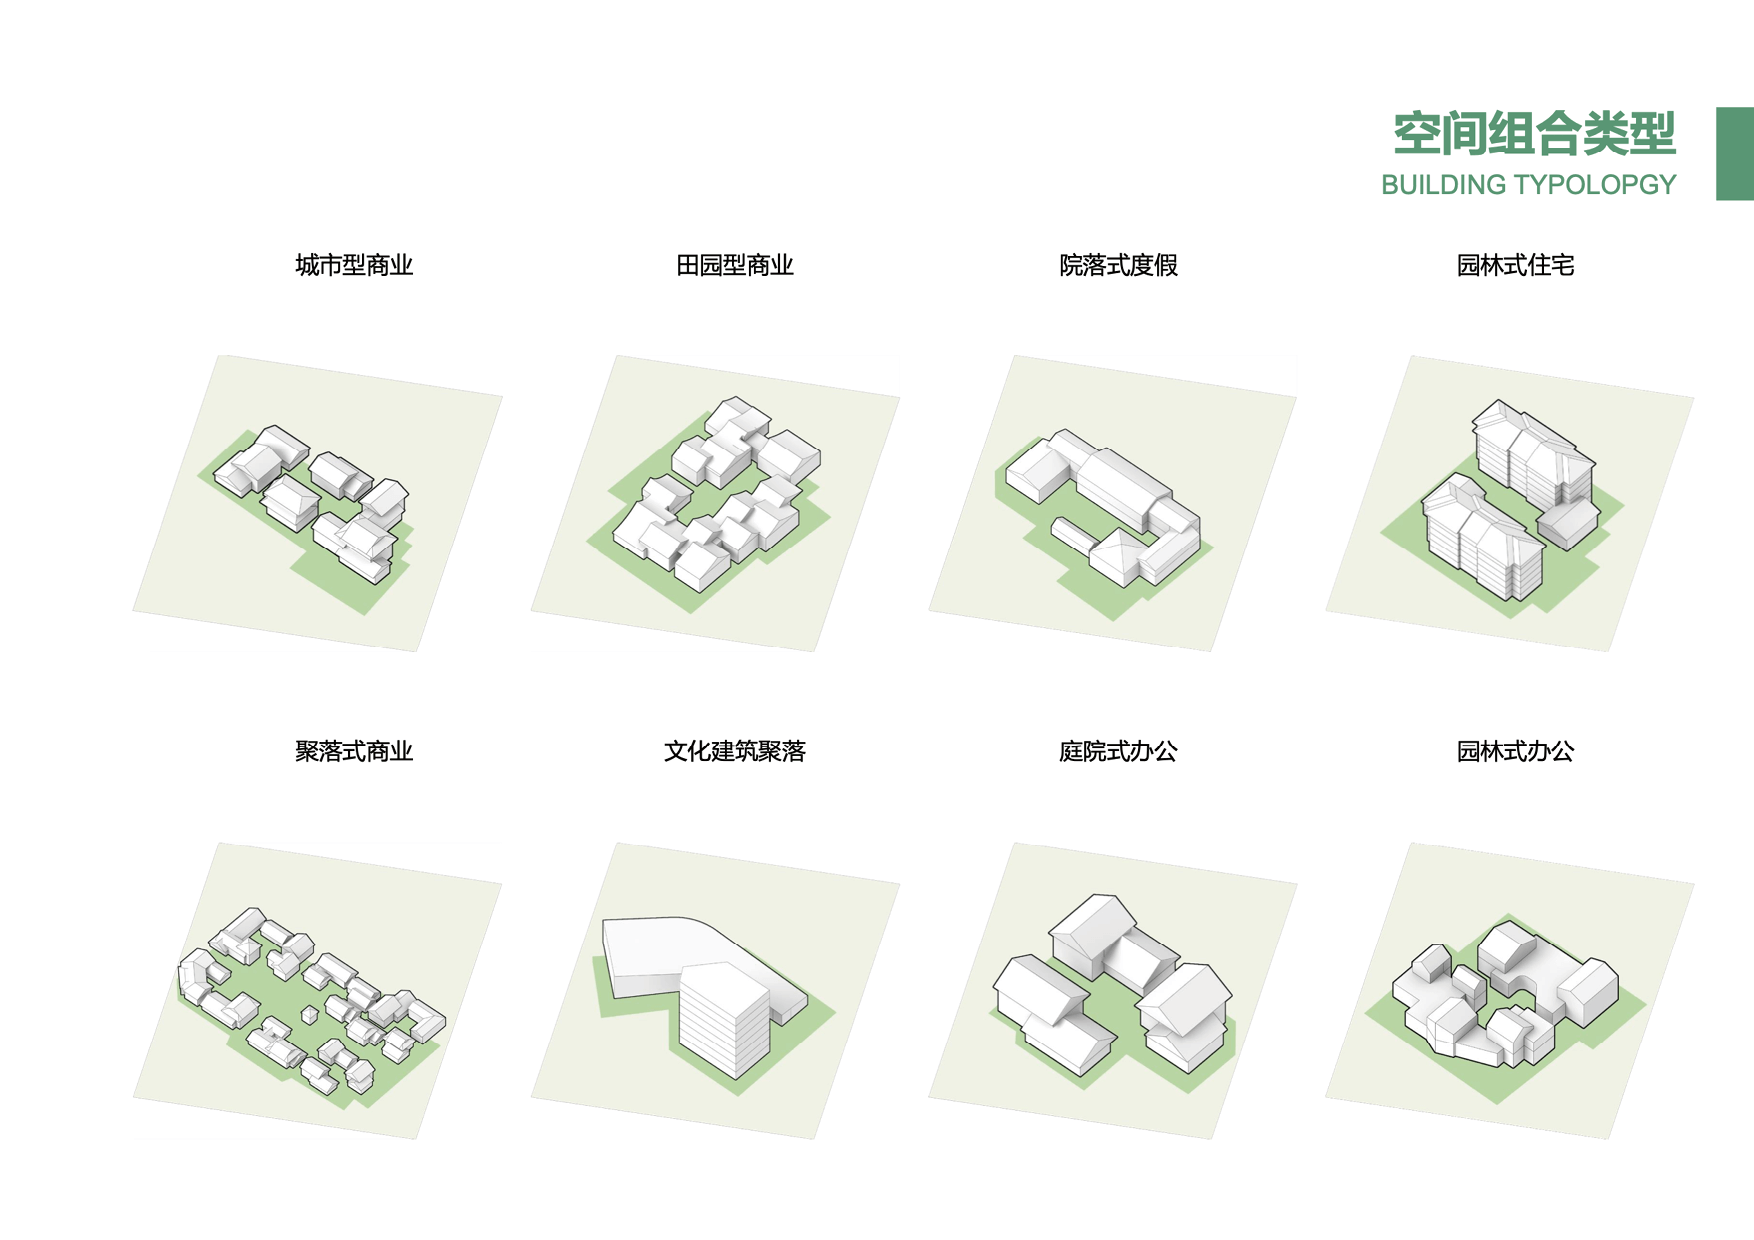 空间组合类型
BUILDING TYPOLOPGY
城市型商业
田园型商业
院落式度假
园林式住宅
聚落式商业
文化建筑聚落
庭院式办公
园林式办公